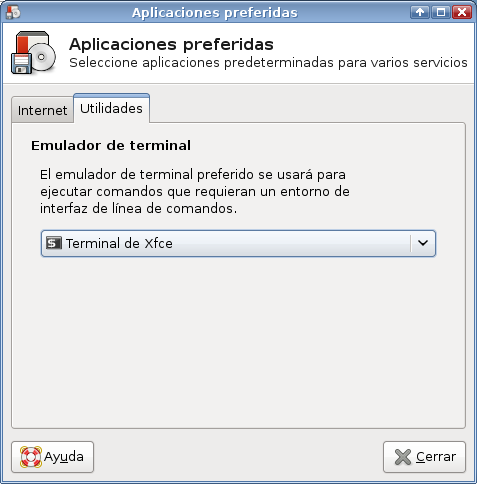 Aplicaciones preferidas
Aplicaciones preferidas
Seleccione aplicaciones predeterminadas para varios servicios
Internet
Utilidades
Emulador de terminal
El emulador de terminal preferido se usará para
ejecutar comandos que requieran un entorno de
interfaz de línea de comandos.
Terminal de Xfce
Ayuda
Cerrar